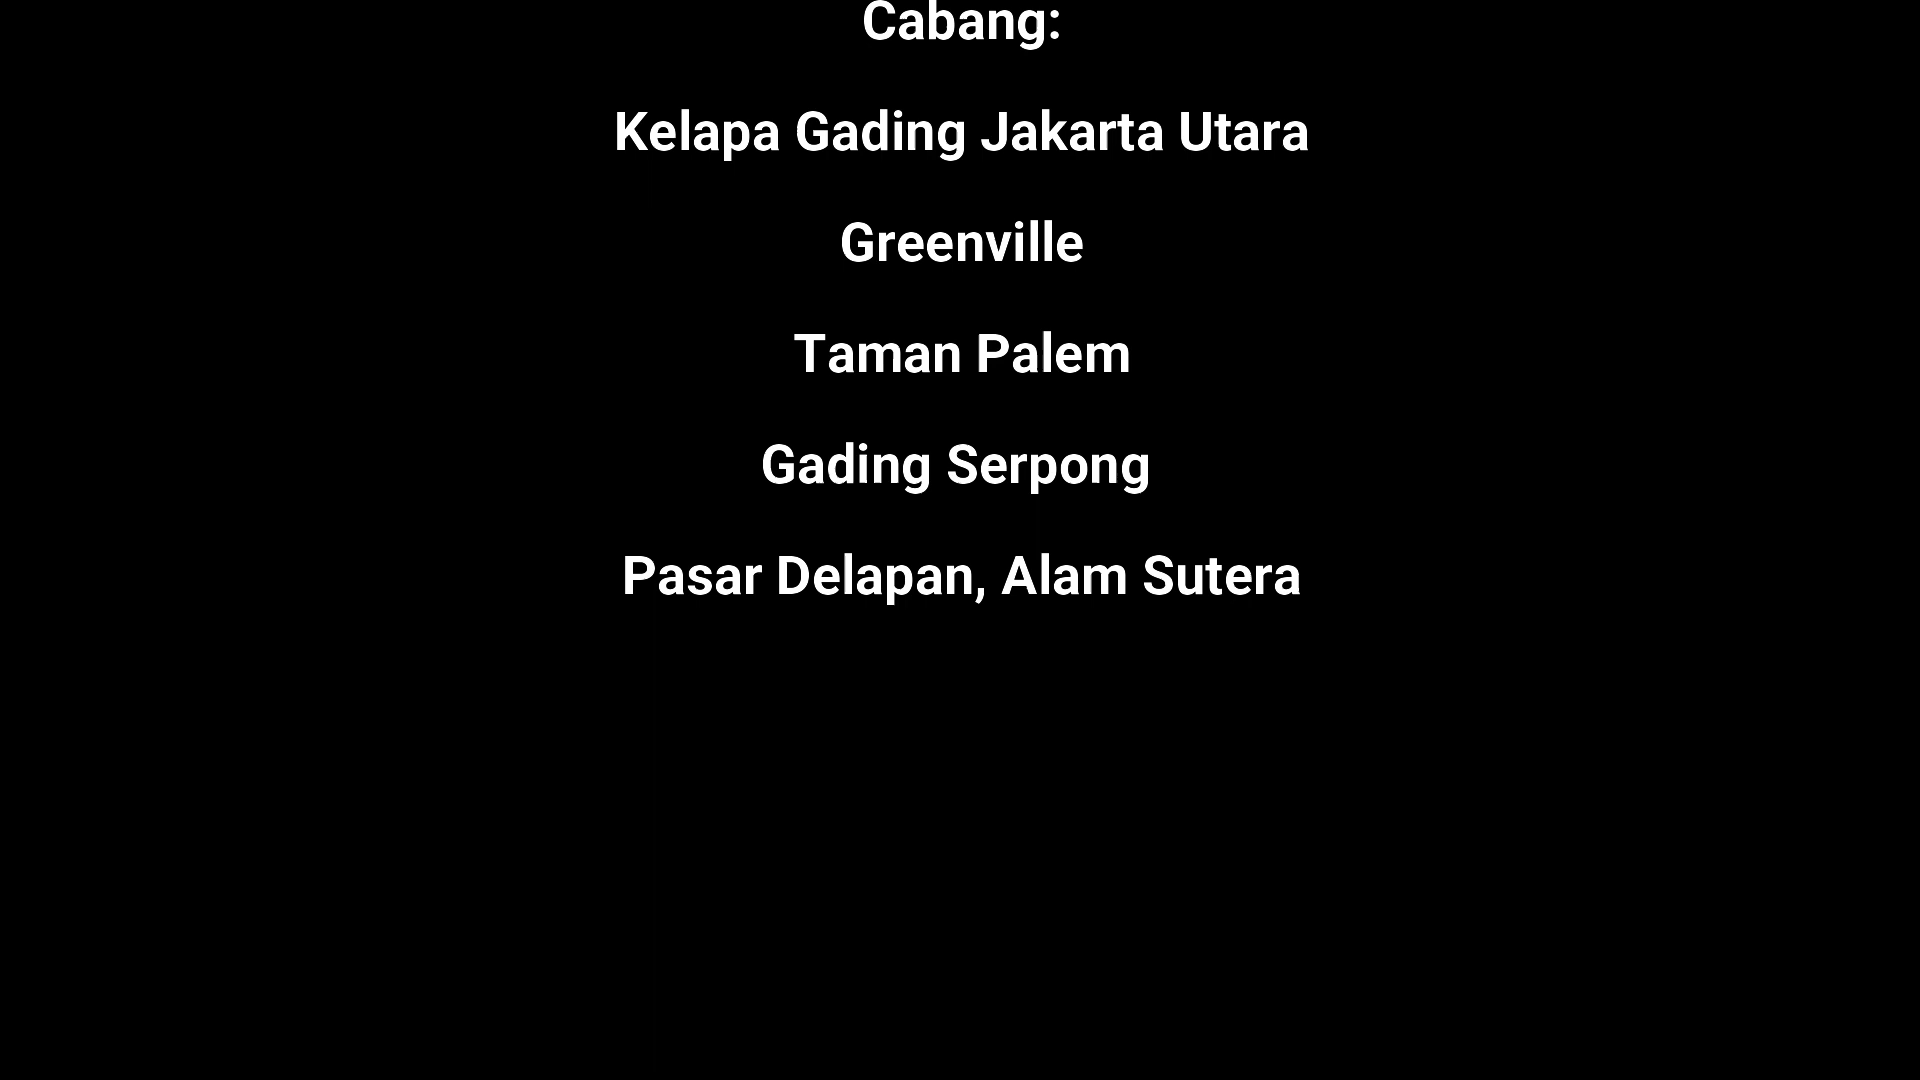 Cabang:
Kelapa Gading Jakarta Utara
Greenville
Taman Palem
Gading Serpong
Pasar Delapan, Alam Sutera